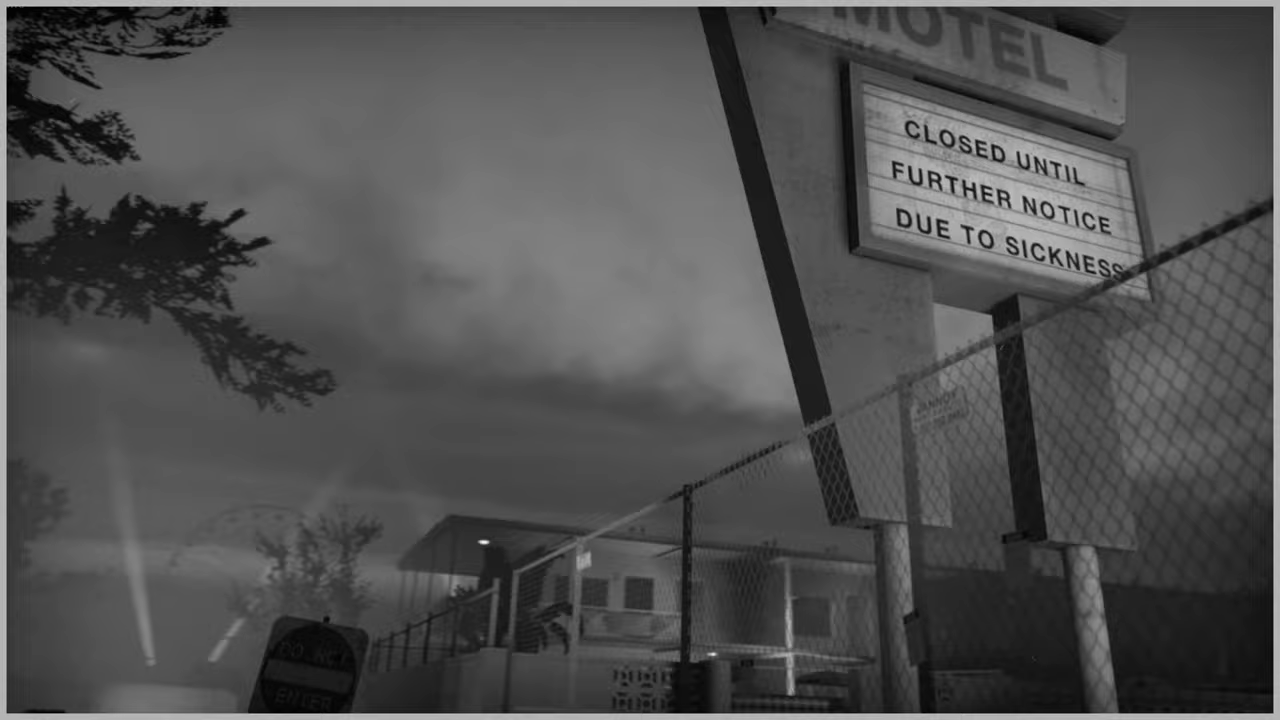 MOTEL
CLOSED UNTIL
FURTHER NOTICE
DUE TO SICKNESS
DO NOT
ENTER